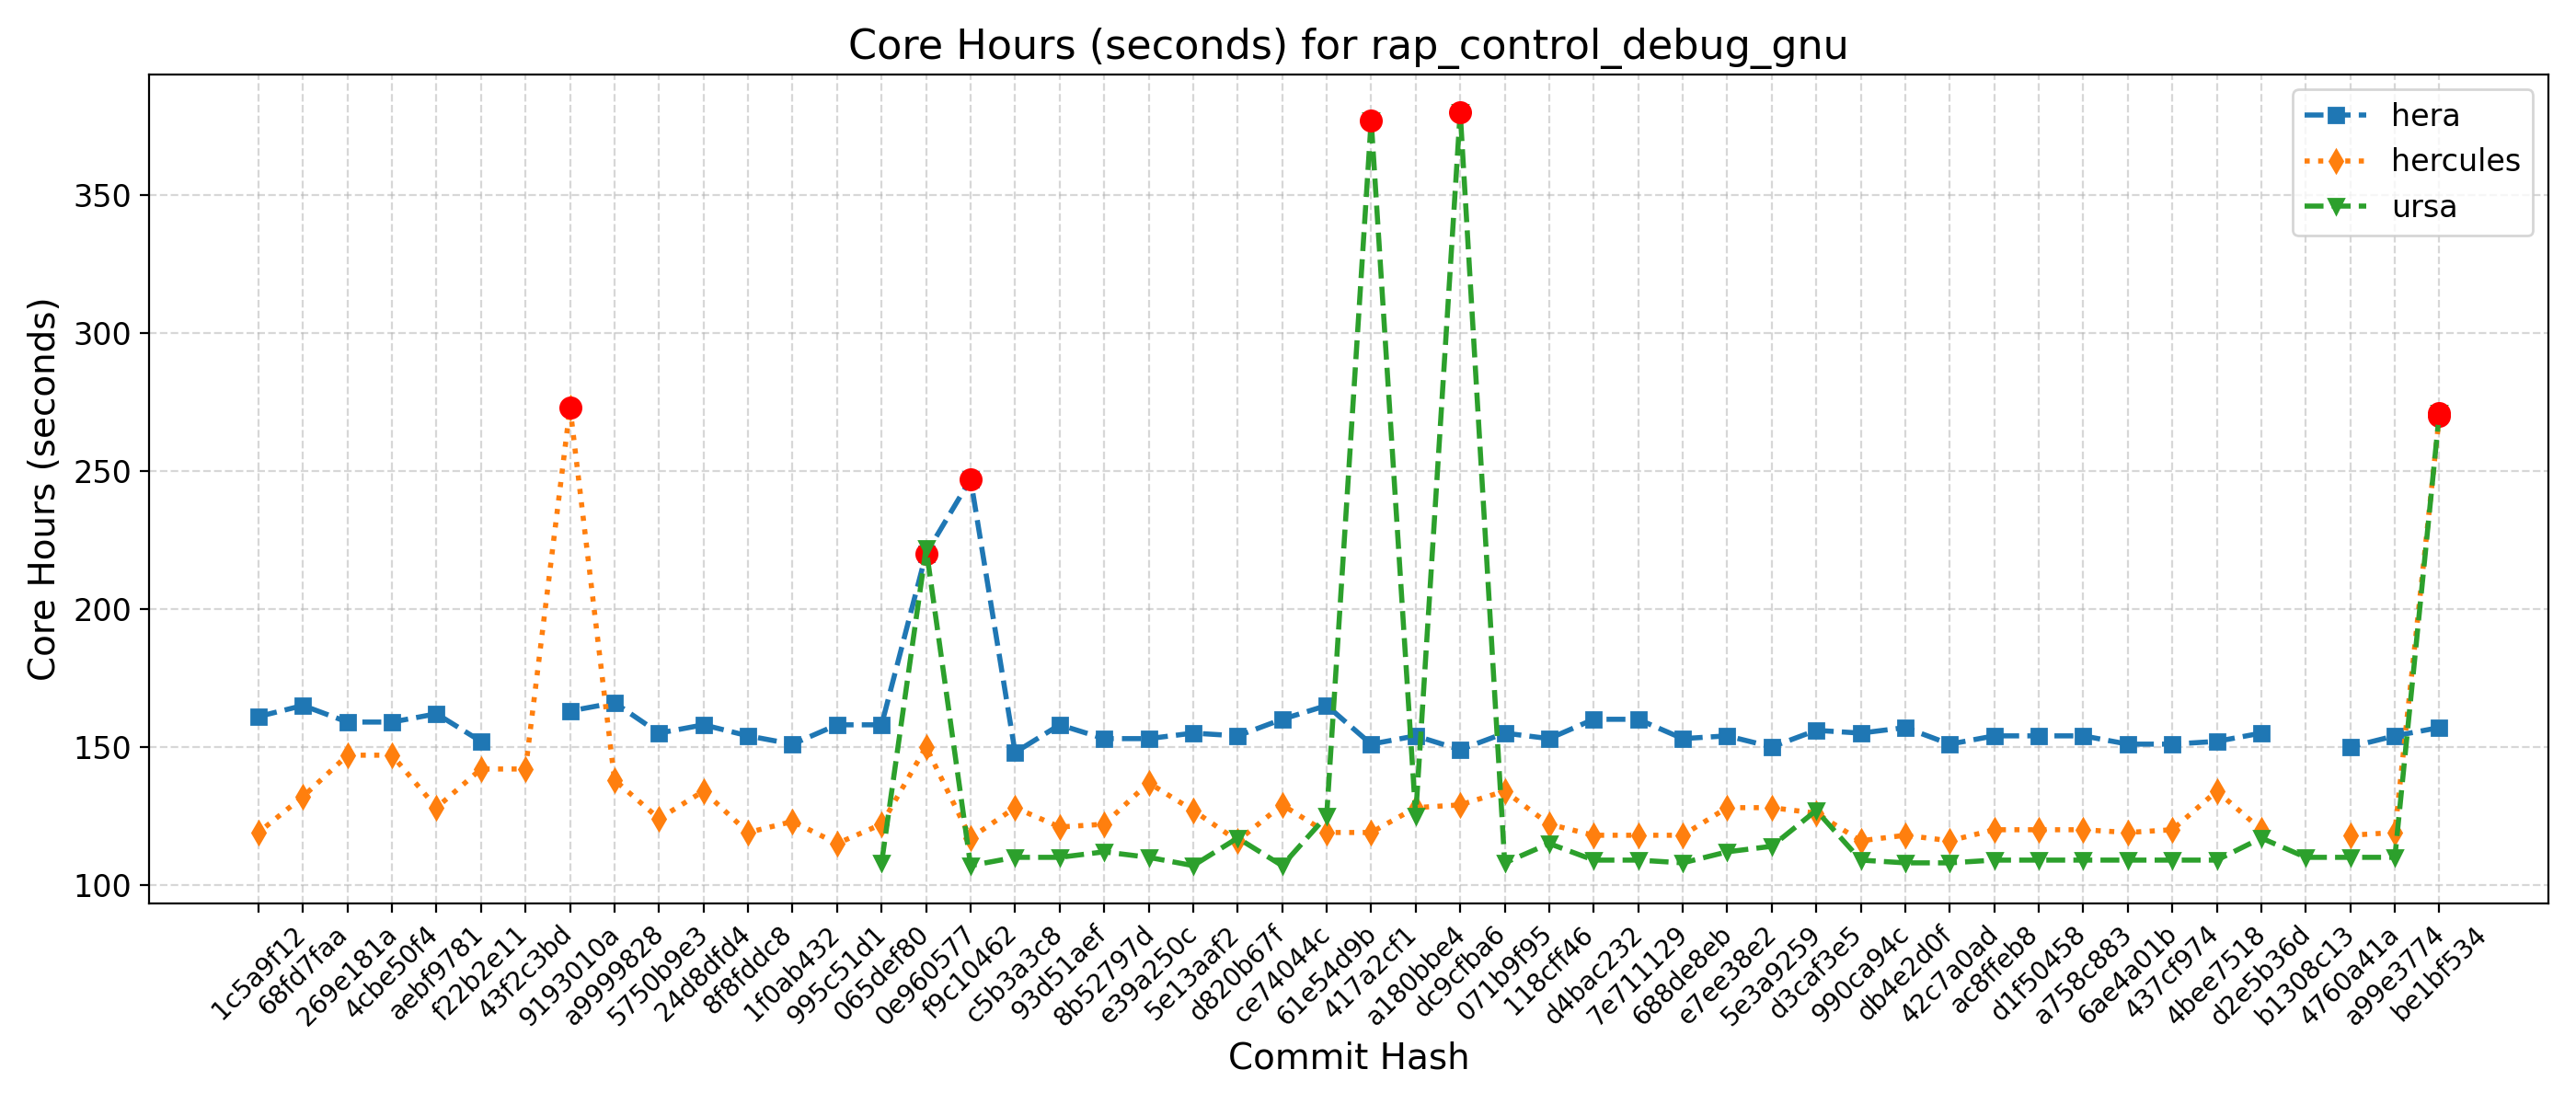 Core Hours (seconds) for rap_control_debug_gnu
hera
hercules
ursa
Core Hours (seconds)
350
300
250
200
150
100
1c5a9f12
68fd7faa
269e181a
4cbe50f4
aebf9781
f22b2e11
43f2c3bd
9193010a
a9999828
5750b9e3
24d8dfd4
8f8fddc8
1f0ab432
995c51d1
065def80
0e960577
f9c10462
c5b3a3c8
93d51aef
8b52797d
e39a250c
5e13aaf2
d820b67f
ce74044c
61e54d9b
417a2cf1
a180bbe4
dc9cfba6
071b9f95
118cff46
d4bac232
7e711129
688de8eb
e7ee38e2
5e3a9259
d3caf3e5
990ca94c
db4e2d0f
42c7a0ad
ac8ffeb8
d1f50458
a758c883
6ae4a01b
437cf974
4bee7518
d2e5b36d
b1308c13
4760a41a
a99e3774
be1bf534
Commit Hash